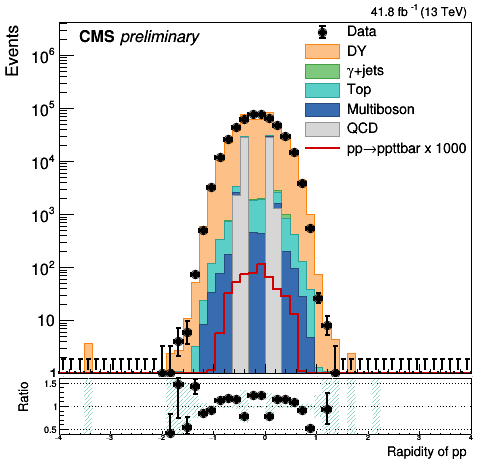 41.8 fb⁻¹ (13 TeV)
CMS preliminary
Events
Data
DY
γ+jets
Top
Multiboson
QCD
pp→ppttbar x 1000
10⁶
10⁵
10⁴
10³
10²
10
1
Ratio
1.5
1
0.5
-4 -3 -2 -1 0 1 2 3 4
Rapidity of pp